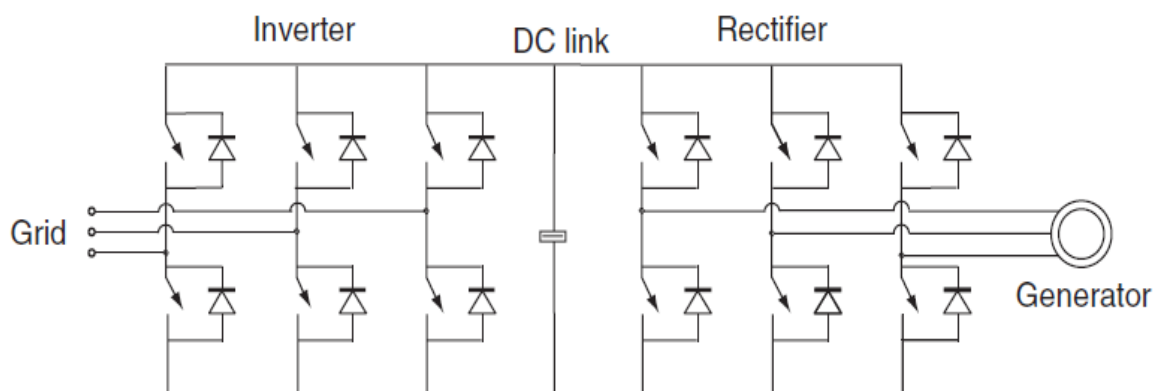 Inverter
DC link
Rectifier
Grid
Generator